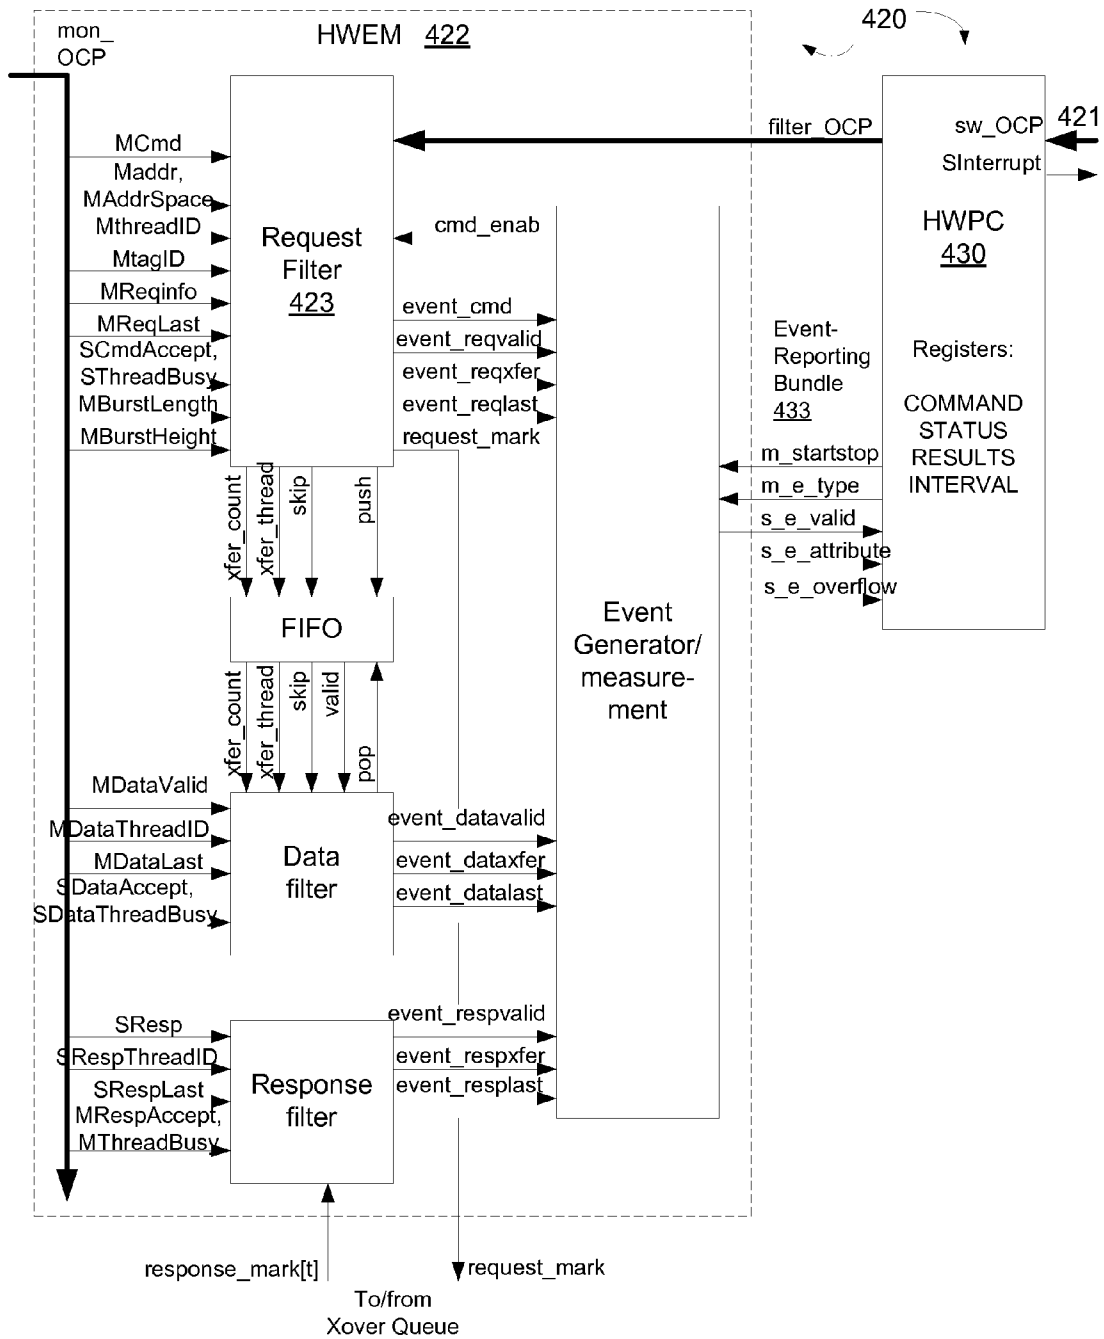 mon_
OCP
HWEM 422
420
MCmd
Maddr,
MAddrSpace
MthreadID
MtagID
MReqinfo
MReqLast
SCmdAccept,
SThreadBusy
MBurstLength
MBurstHeight
Request
Filter
423
filter_OCP
cmd_enab
event_cmd
event_reqvalid
event_reqxfer
event_reqlast
request_mark
sw_OCP
421
SInterrupt
HWPC
430
Registers:
COMMAND
STATUS
RESULTS
INTERVAL
Event-
Reporting
Bundle
433
m_startstop
m_e_type
s_e_valid
s_e_attribute
s_e_overflow
xfer_count
xfer_thread
skip
push
FIFO
xfer_count
xfer_thread
skip
valid
pop
Event
Generator/
measure-
ment
MDataValid
MDataThreadID
MDataLast
SDataAccept,
SDataThreadBusy
Data
filter
event_datavalid
event_dataxfer
event_datalast
SResp
SRespThreadID
SRespLast
MRespAccept,
MThreadBusy
Response
filter
event_respvalid
event_respxfer
event_resplast
response_mark[t]
request_mark
To/from
Xover Queue